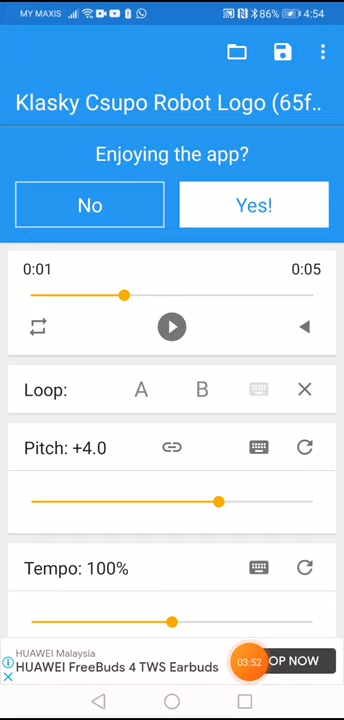 MY MAXIS 86% 4:54
Klasky Csupo Robot Logo (65f..
Enjoying the app?
No Yes!
0:01 0:05
Loop: A B
Pitch: +4.0
Tempo: 100%
HUAWEI Malaysia
HUAWEI FreeBuds 4 TWS Earbuds
03:52 OP NOW